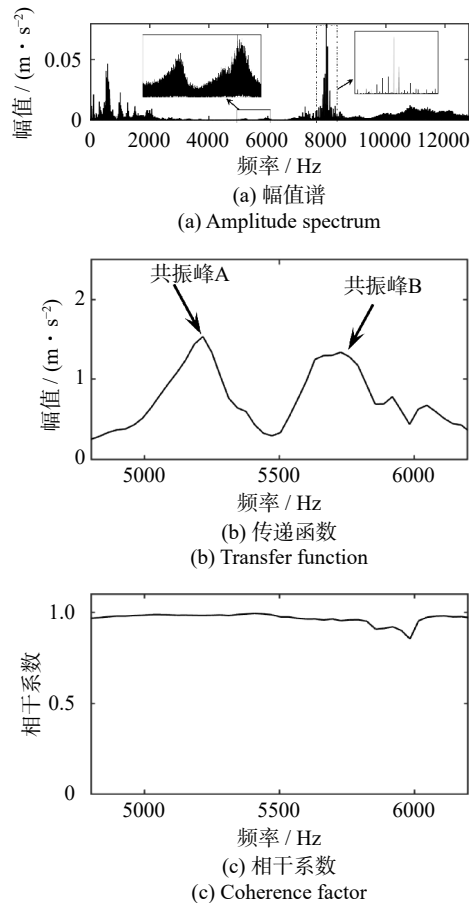 0.05
0
幅值 / (m·s⁻²)
0 2000 4000 6000 8000 10000 12000
频率 / Hz
(a) 幅值谱
(a) Amplitude spectrum
共振峰A
共振峰B
2
1
0
幅值 / (m·s⁻²)
5000 5500 6000
频率 / Hz
(b) 传递函数
(b) Transfer function
1.0
0.5
0
相干系数
5000 5500 6000
频率 / Hz
(c) 相干系数
(c) Coherence factor